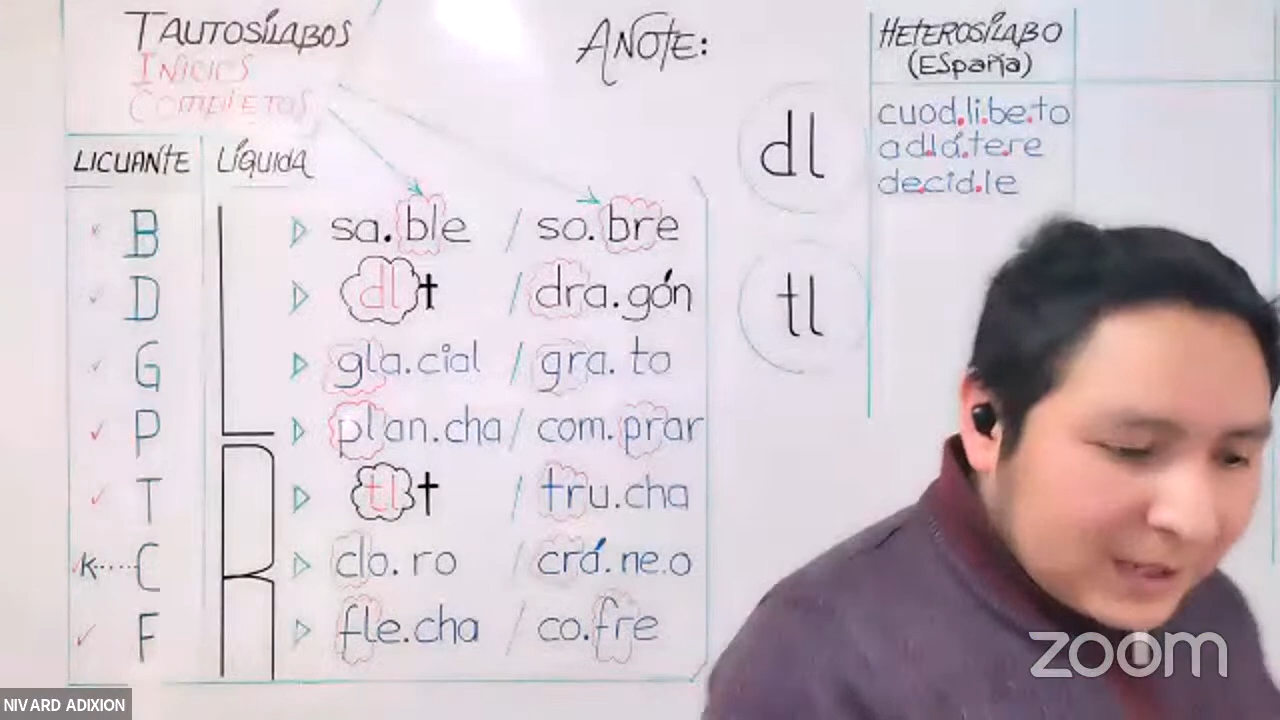 TAUTOSÍLABOS
INICIOS
COMPLETOS
ANOTE:
HETEROSÍLABO
(España)
cuod.li.be.to
ad.lá.te.re
de.cid.le
dl
tl
LICUANTE LÍQUIDA
B
D
G
P
T
K.....C
F
L
R
sa.ble / so.bre
dl† / dra.gón
gla.cial / gra.to
plan.cha / com.prar
tl† / tru.cha
clo.ro / crá.ne.o
fle.cha / co.fre
zoom
NIVARD ADIXION